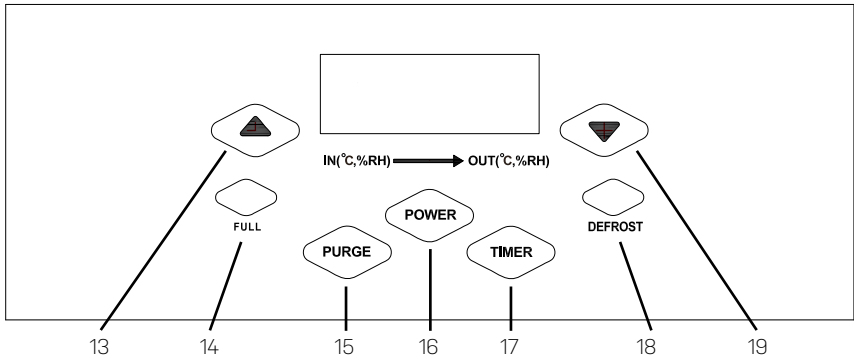 IN(℃,%RH) OUT(℃,%RH)
POWER
FULL
DEFROST
PURGE
TIMER
13 14 15 16 17 18 19